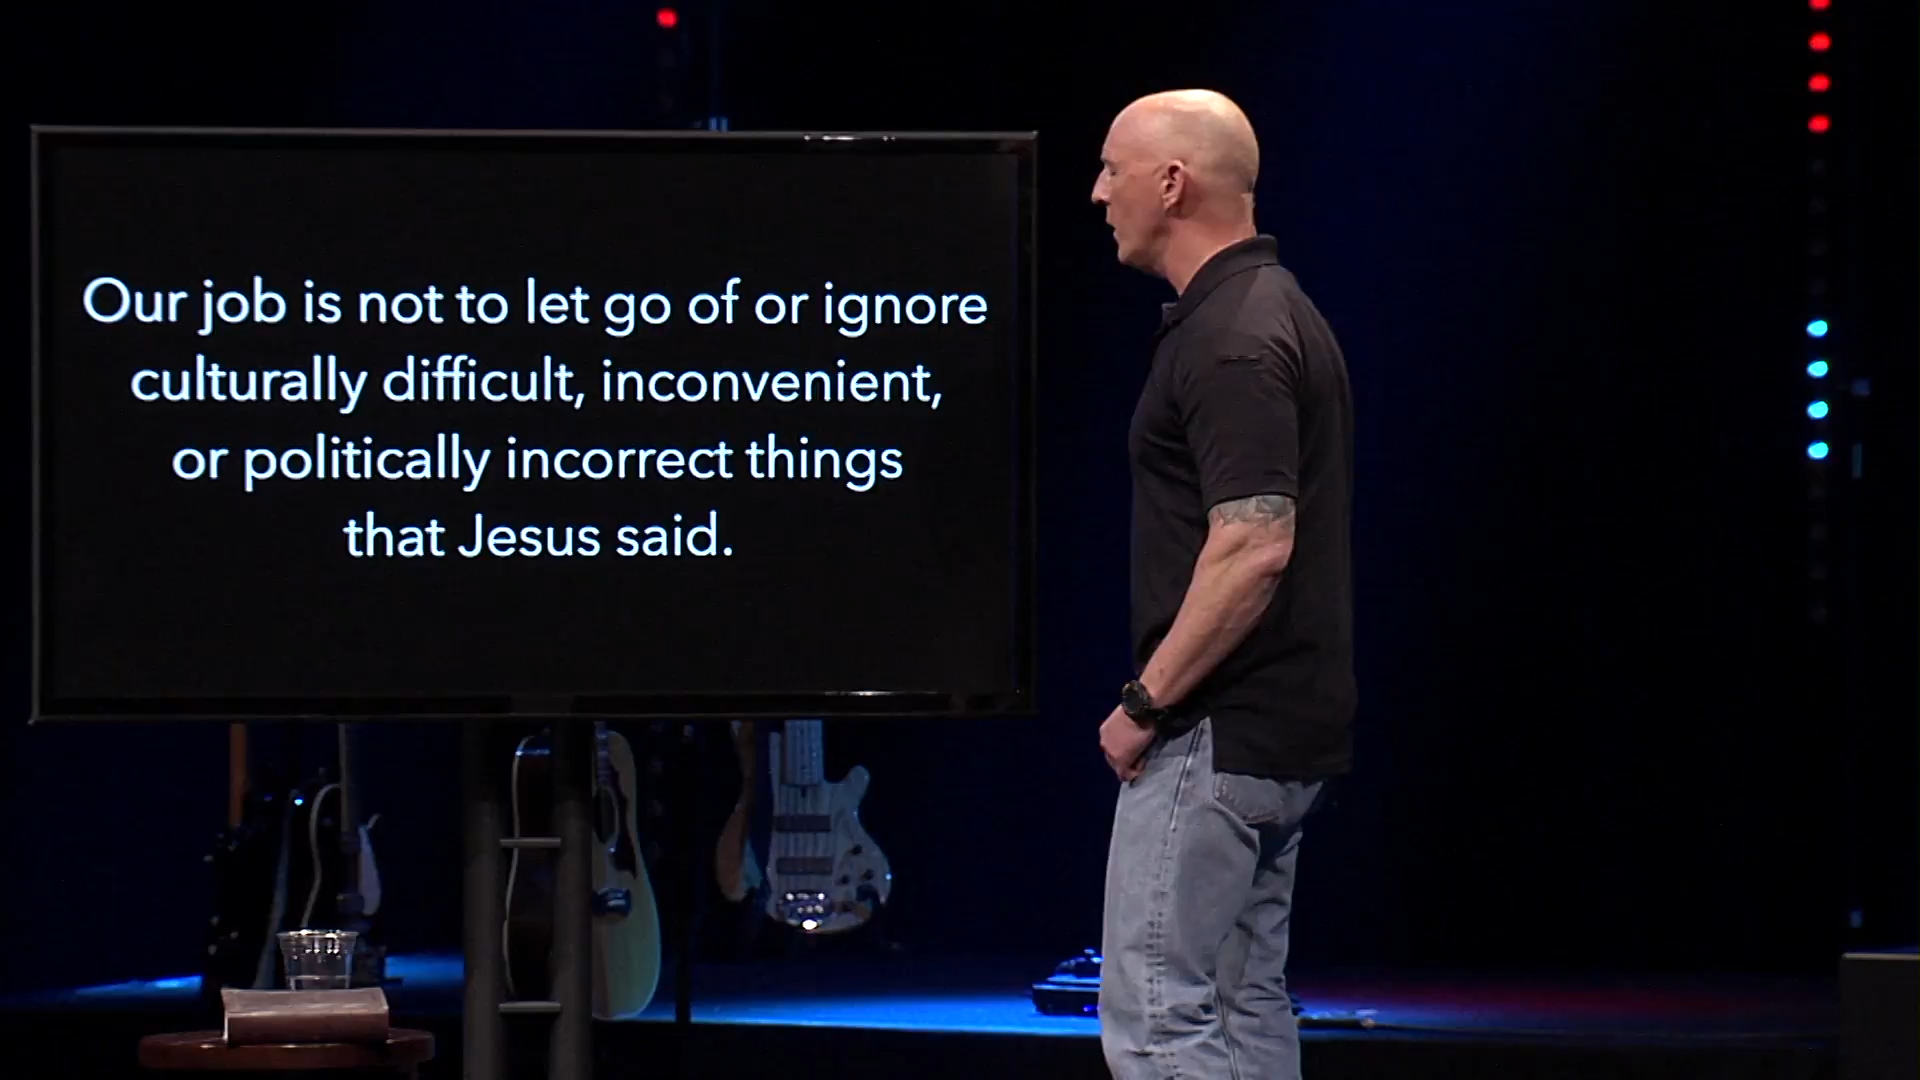 Our job is not to let go of or ignore
culturally difficult, inconvenient,
or politically incorrect things
that Jesus said.